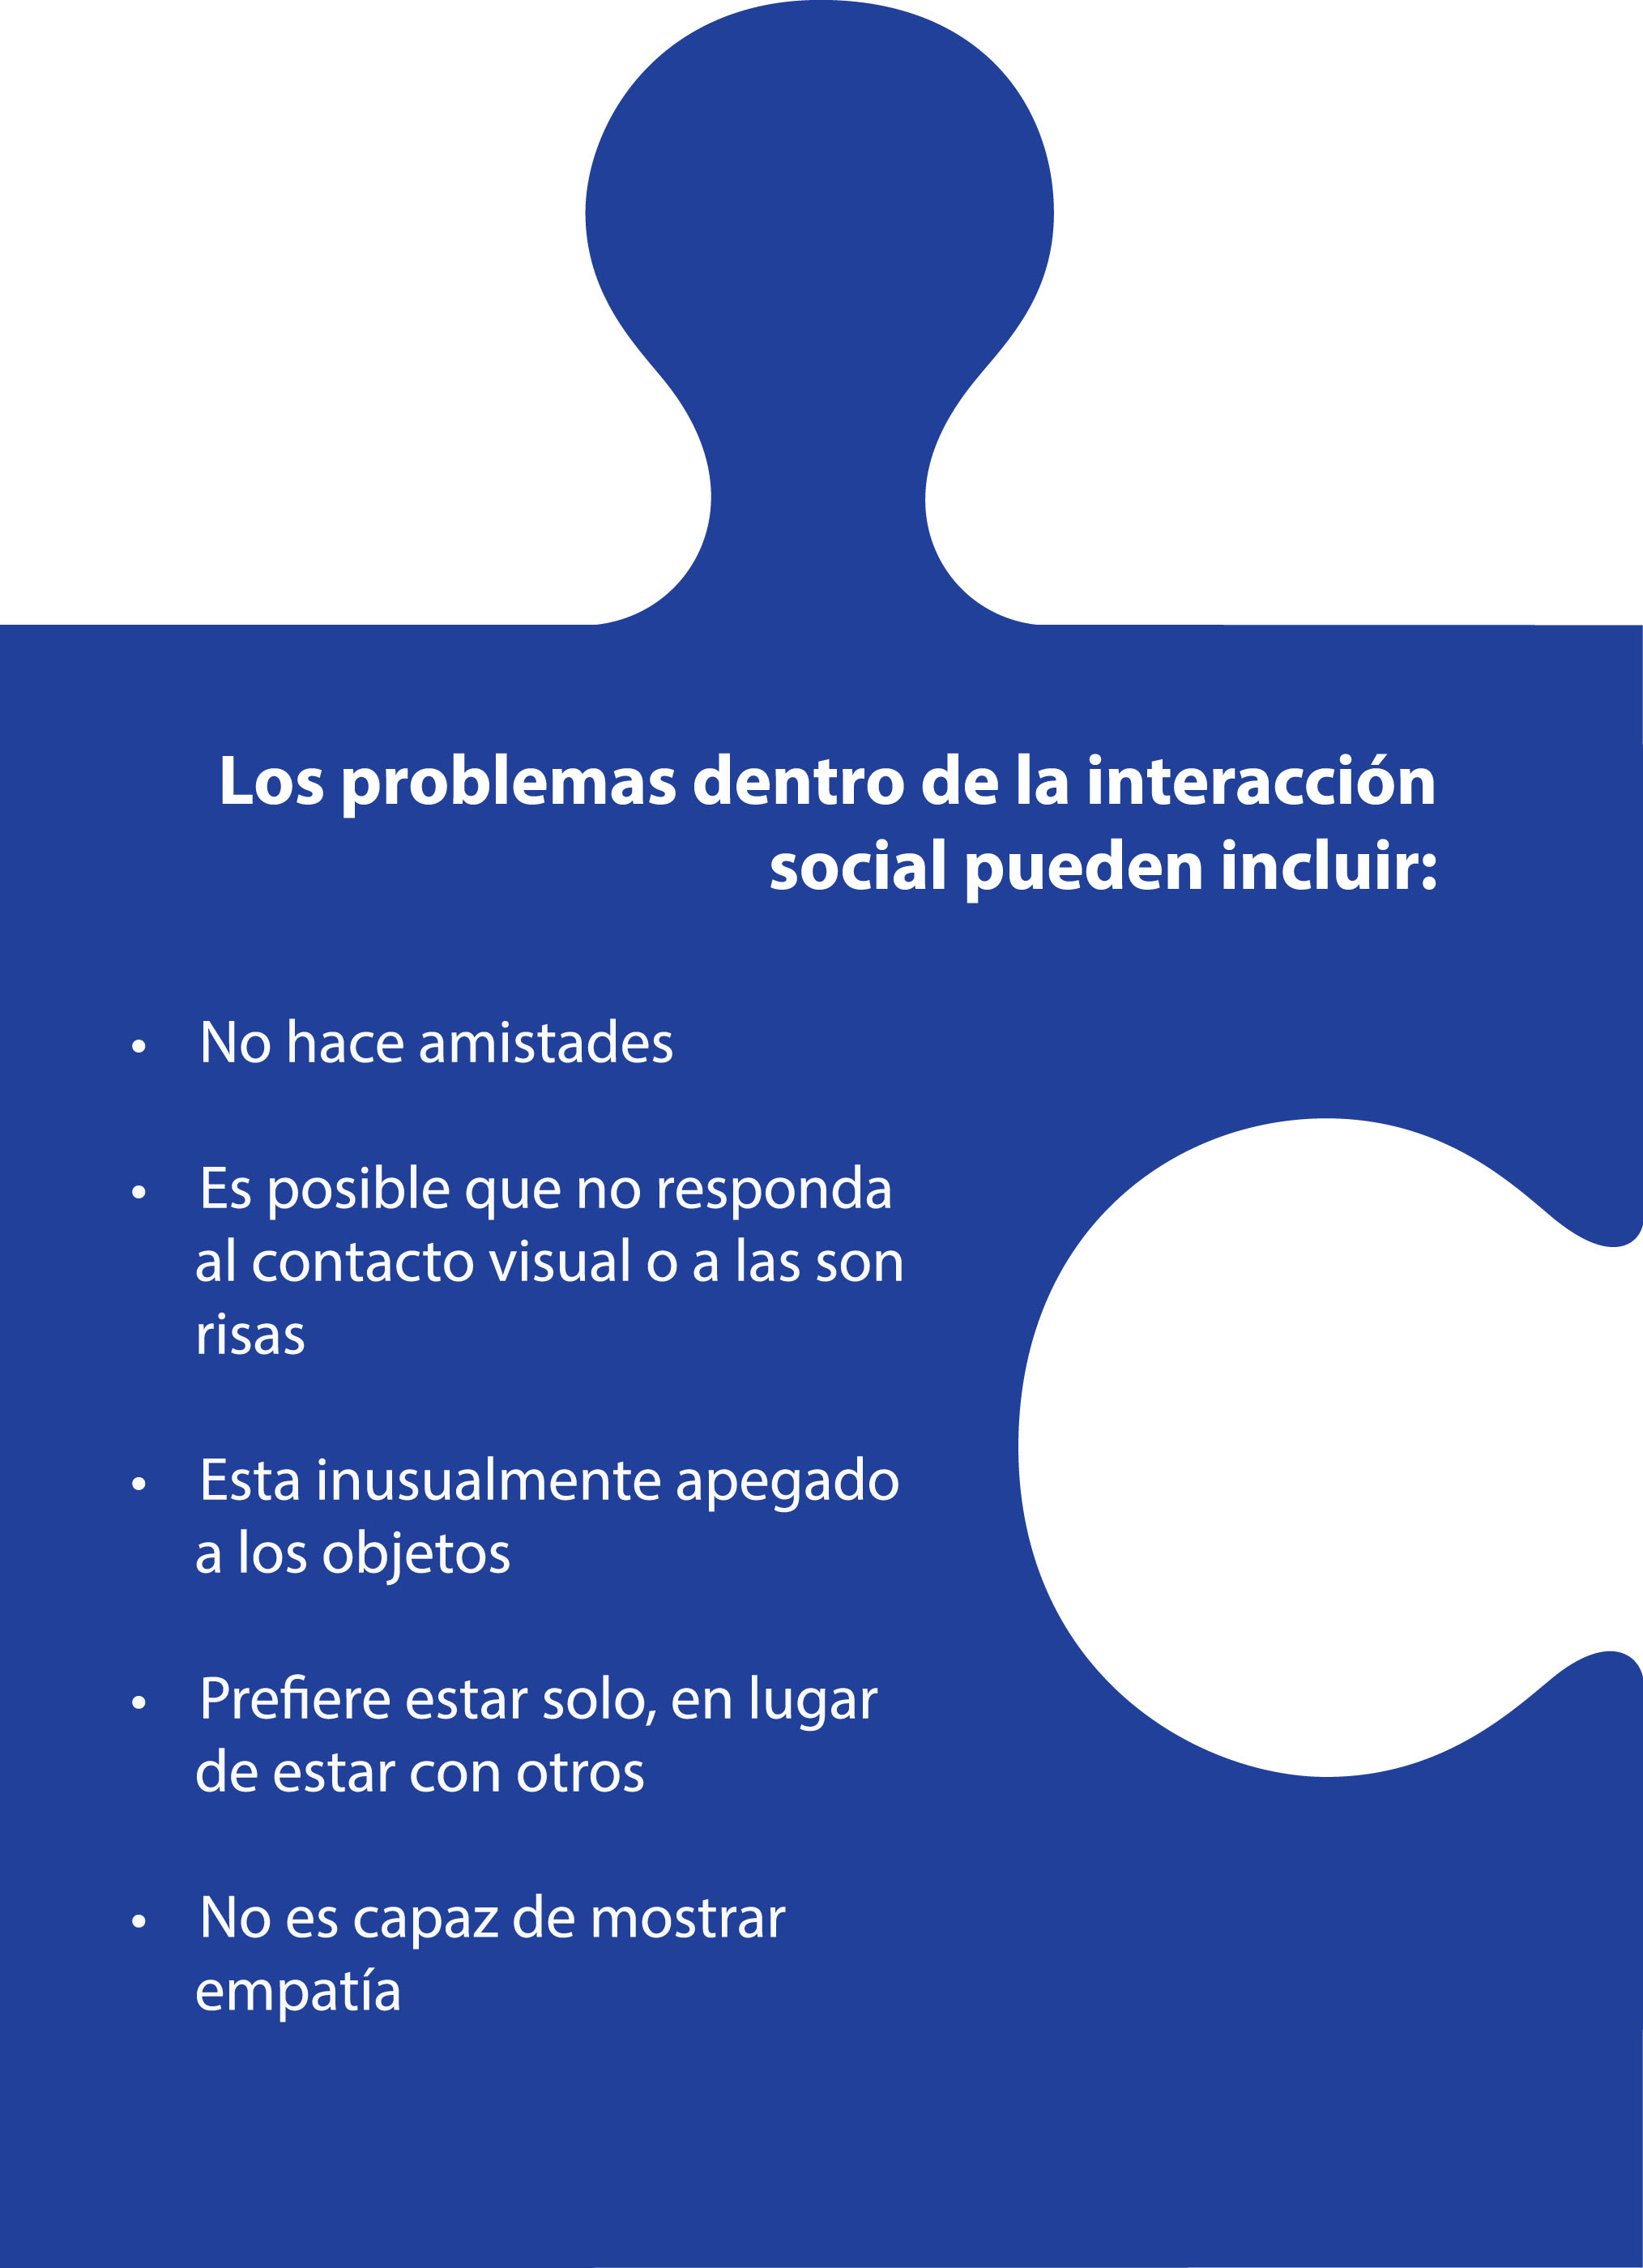 Los problemas dentro de la interacción
social pueden incluir:
• No hace amistades
• Es posible que no responda
al contacto visual o a las son
risas
• Esta inusualmente apegado
a los objetos
• Prefiere estar solo, en lugar
de estar con otros
• No es capaz de mostrar
empatía